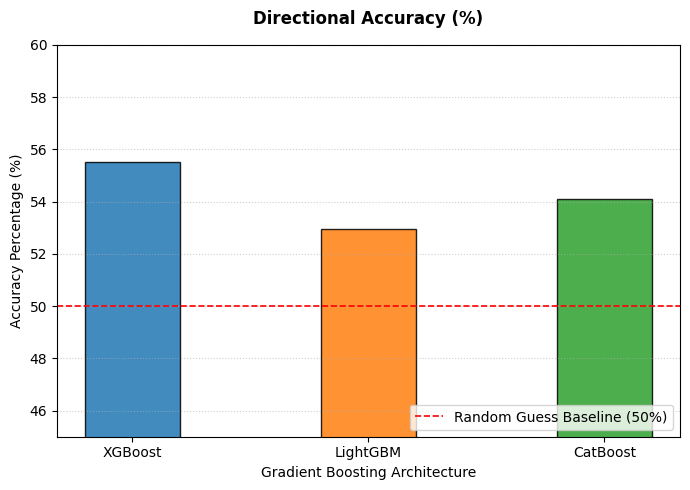 Directional Accuracy (%)
Accuracy Percentage (%)
60
58
56
54
52
50
48
46
Random Guess Baseline (50%)
XGBoost
LightGBM
CatBoost
Gradient Boosting Architecture